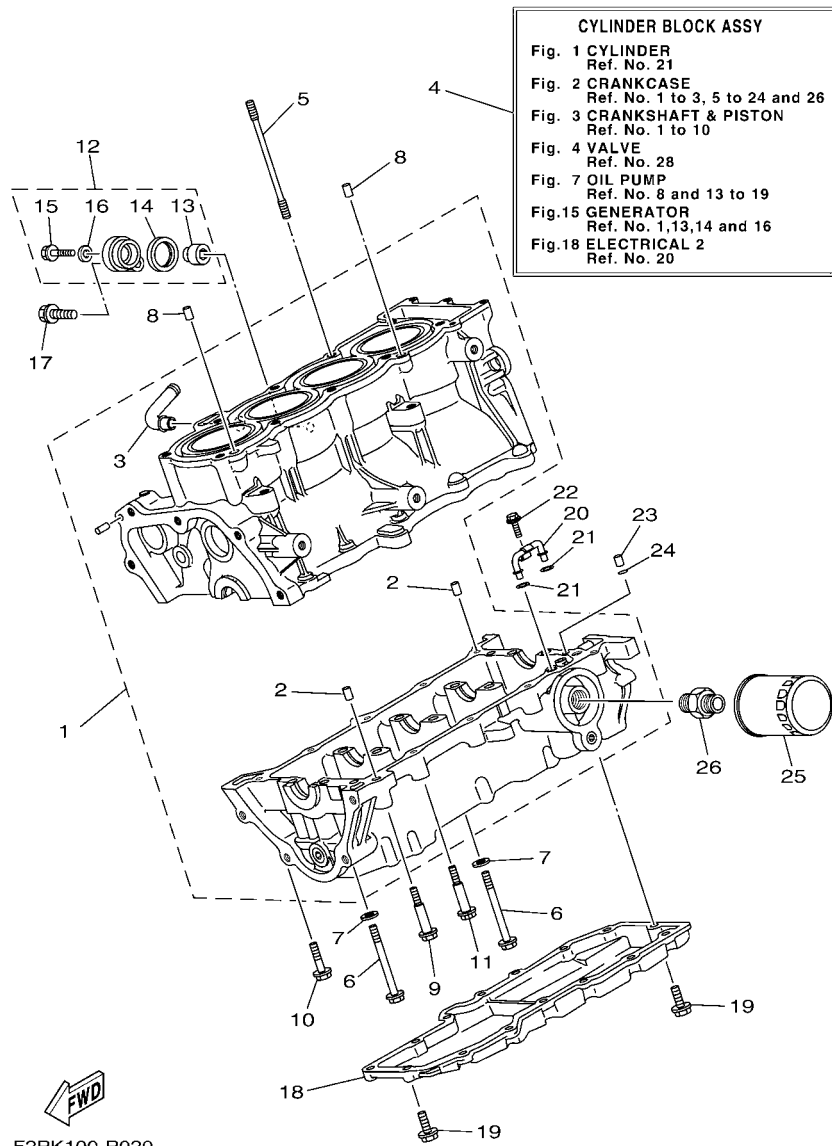 CYLINDER BLOCK ASSY
Fig. 1 CYLINDER
Ref. No. 21
Fig. 2 CRANKCASE
Ref. No. 1 to 3, 5 to 24 and 26
Fig. 3 CRANKSHAFT & PISTON
Ref. No. 1 to 10
Fig. 4 VALVE
Ref. No. 28
Fig. 7 OIL PUMP
Ref. No. 8 and 13 to 19
Fig.15 GENERATOR
Ref. No. 1,13,14 and 16
Fig.18 ELECTRICAL 2
Ref. No. 20
4
5
12
8
15
16
14
13
8
17
3
22
20
23
21
24
2
21
2
1
26
25
7
6
7
11
6
9
10
19
18
19
FWD